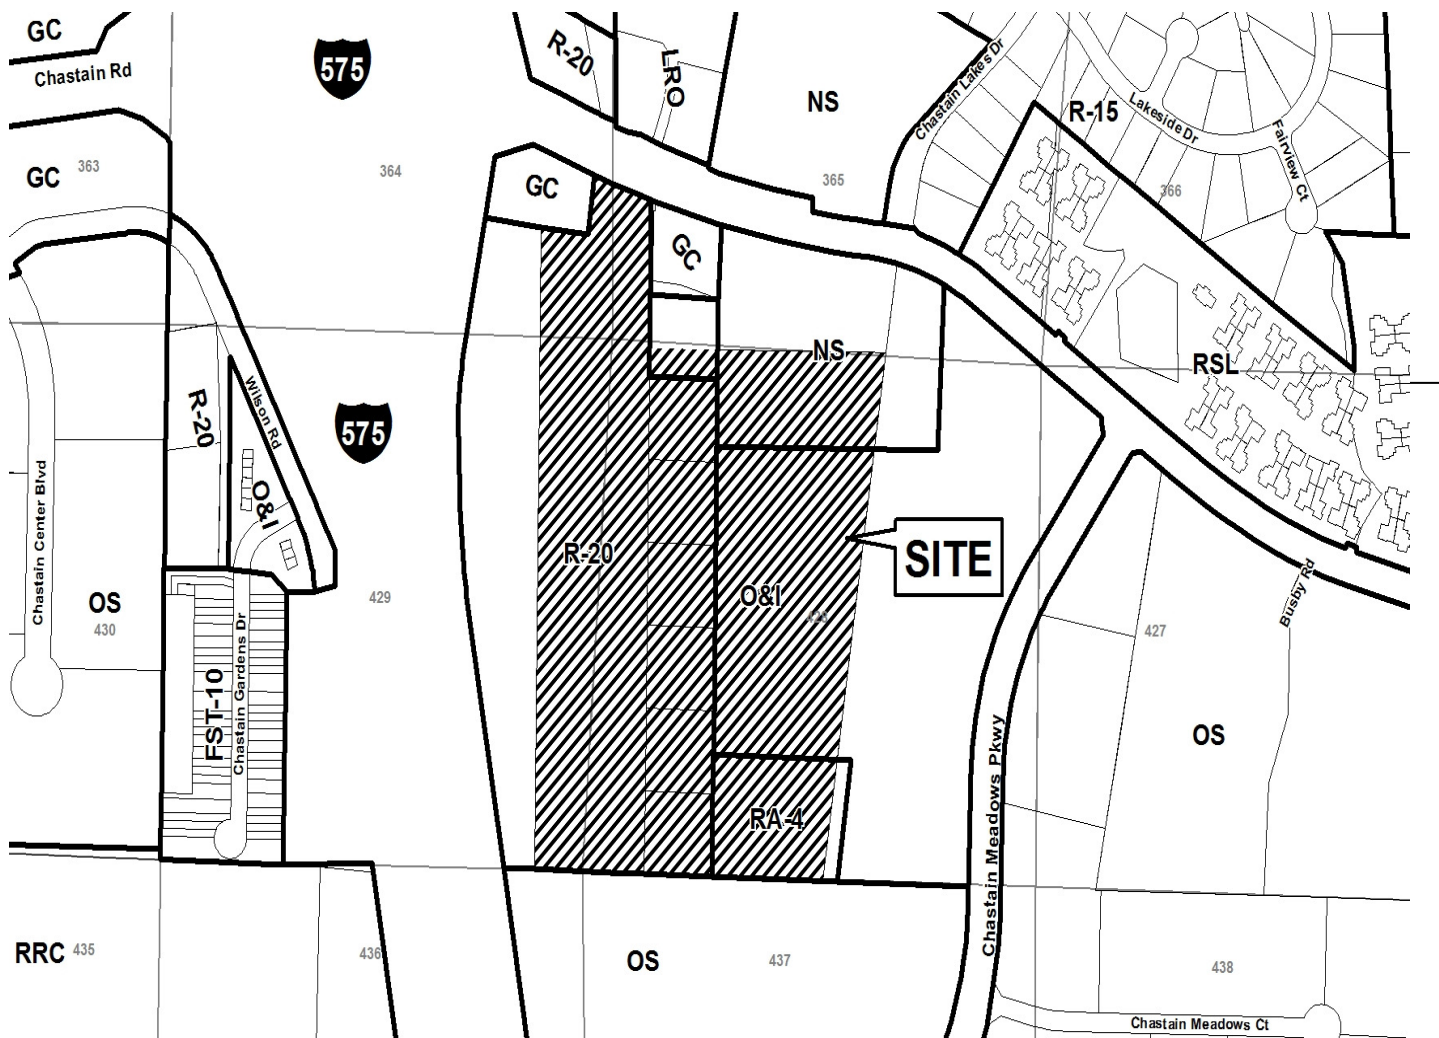 GC
Chastain Rd
575
R-20
LRO
NS
Chastain Lakes Dr
R-15
Lakeside Dr
Fairview Ct
GC
363
364
365
366
GC
GC
NS
RSL
R-20
Wilson Rd
575
O&I
Chastain Center Blvd
OS
430
429
R-20
SITE
O&I
428
427
Busby Rd
FST-10
Chastain Gardens Dr
OS
RA-4
Chastain Meadows Pkwy
RRC
435
436
OS
437
438
Chastain Meadows Ct